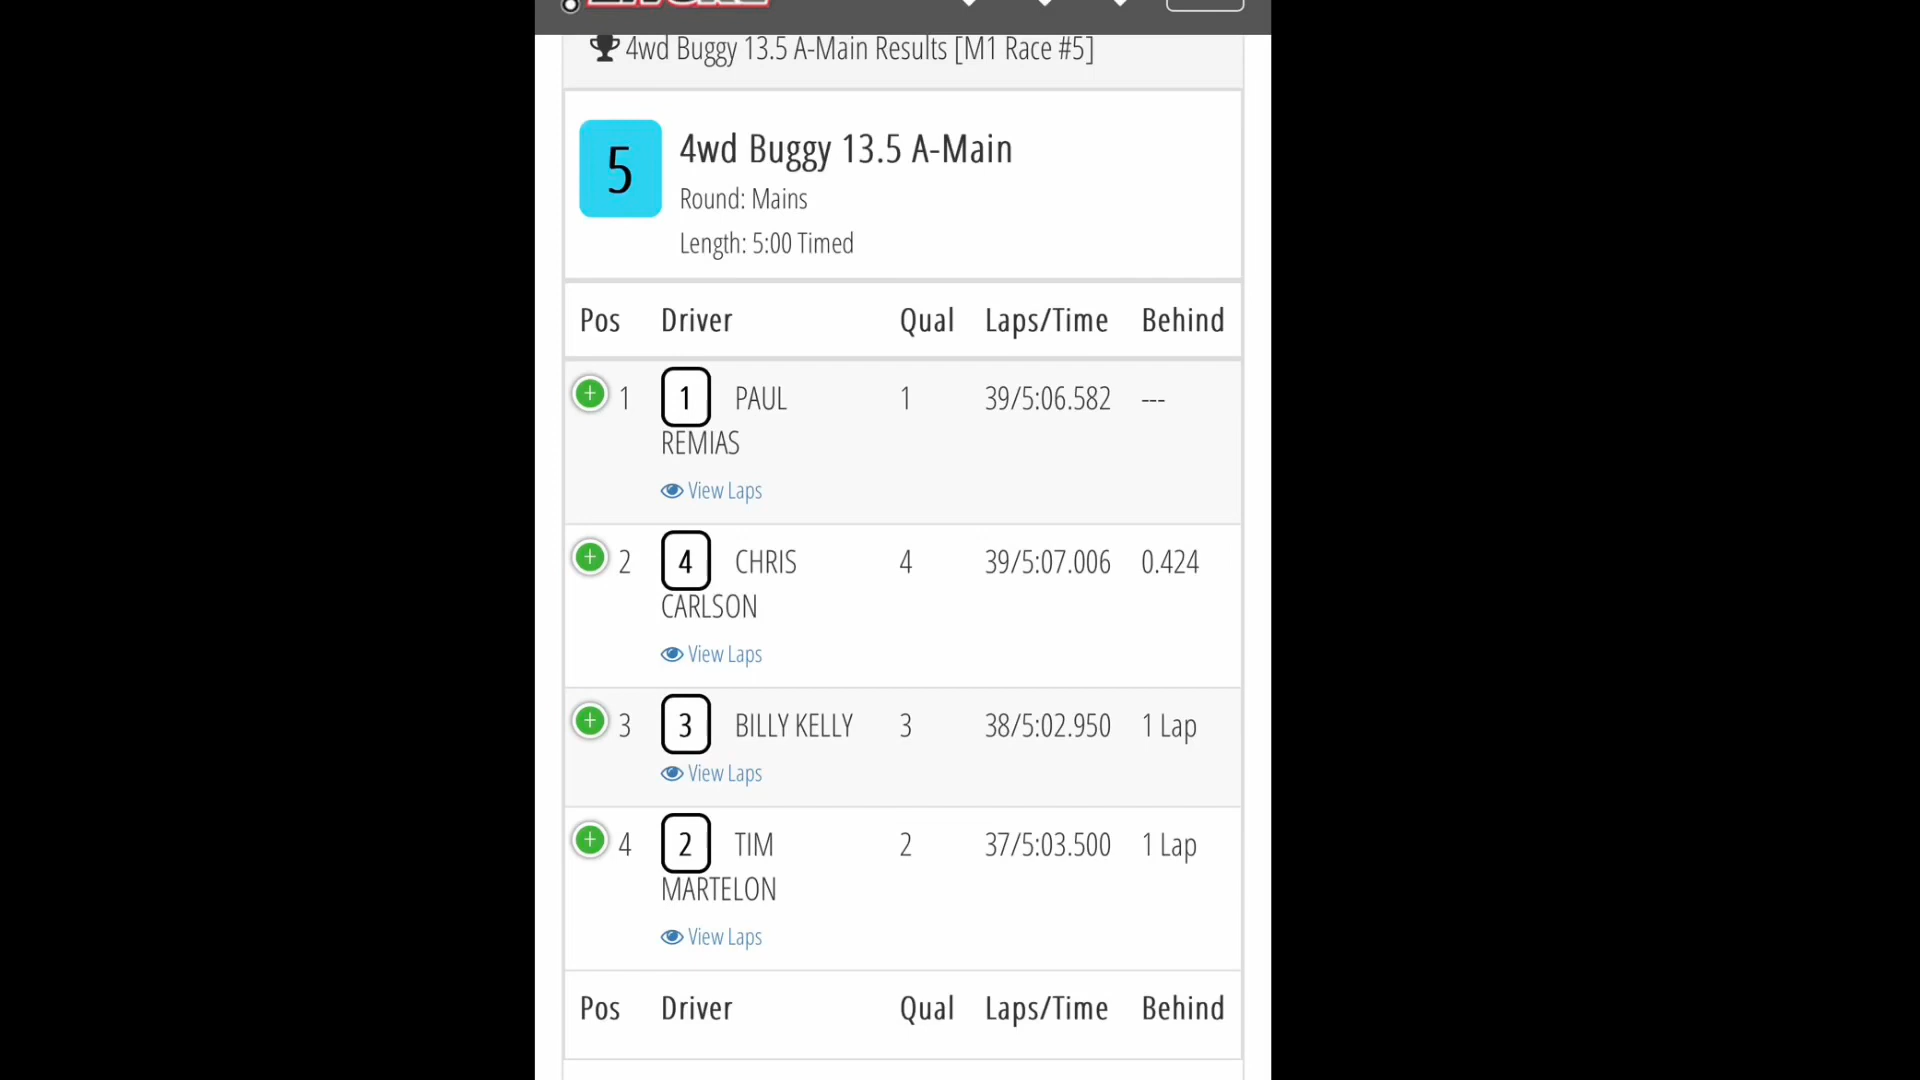 4wd Buggy 13.5 A-Main Results [M1 Race #5]
5
4wd Buggy 13.5 A-Main
Round: Mains
Length: 5:00 Timed
Pos Driver Qual Laps/Time Behind
1 1 PAUL 1 39/5:06.582 ---
REMIAS
View Laps
2 4 CHRIS 4 39/5:07.006 0.424
CARLSON
View Laps
3 3 BILLY KELLY 3 38/5:02.950 1 Lap
View Laps
4 2 TIM 2 37/5:03.500 1 Lap
MARTELON
View Laps
Pos Driver Qual Laps/Time Behind